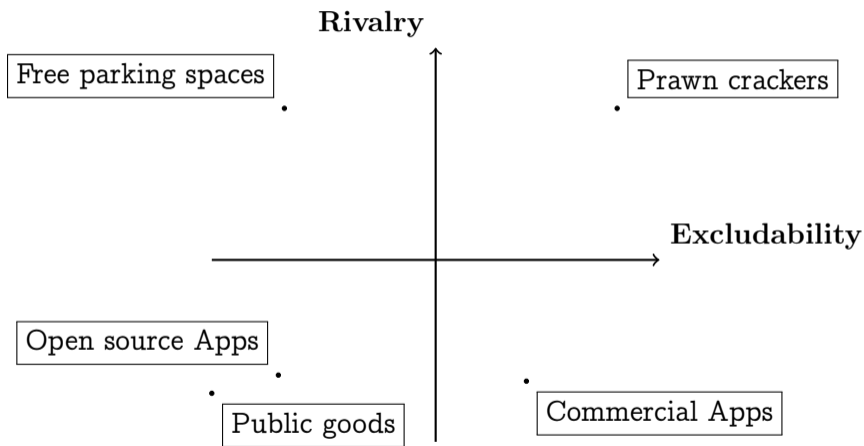 Rivalry
Free parking spaces
Prawn crackers
Excludability
Open source Apps
Public goods
Commercial Apps